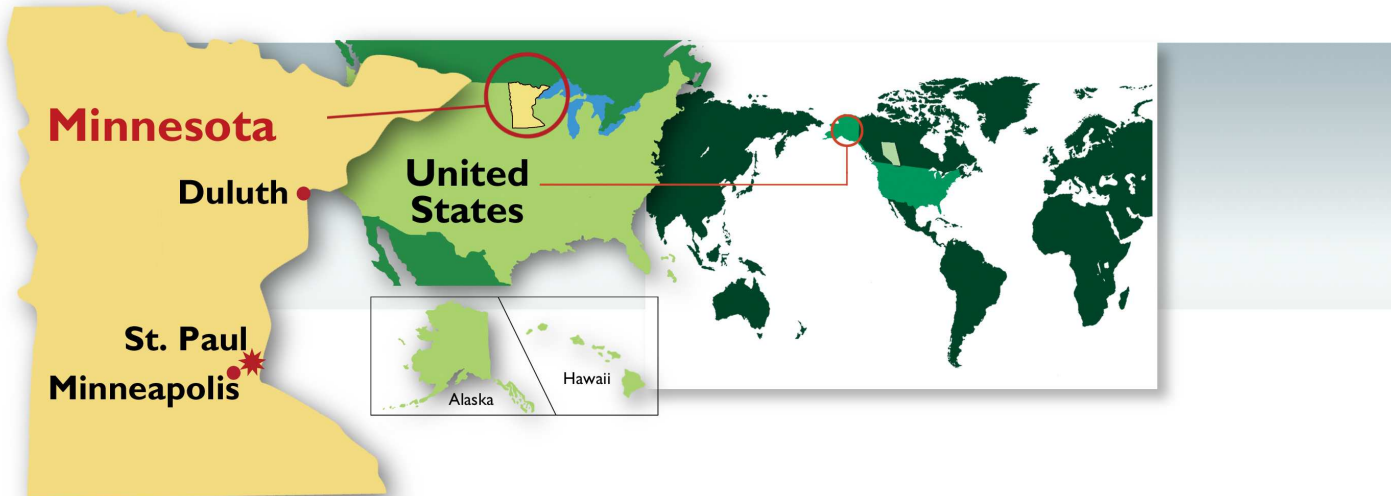 Minnesota
Duluth
St. Paul
Minneapolis
United
States
Alaska
Hawaii